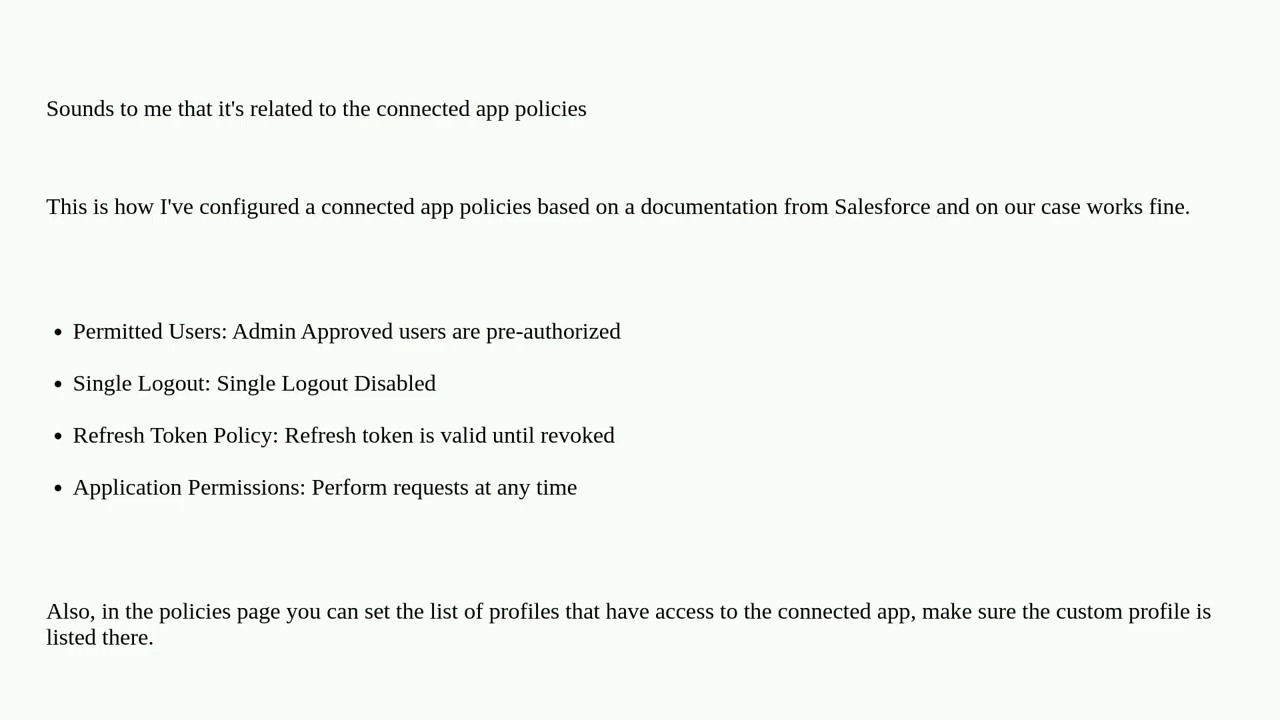 Sounds to me that it's related to the connected app policies
This is how I've configured a connected app policies based on a documentation from Salesforce and on our case works fine.
• Permitted Users: Admin Approved users are pre-authorized
• Single Logout: Single Logout Disabled
• Refresh Token Policy: Refresh token is valid until revoked
• Application Permissions: Perform requests at any time
Also, in the policies page you can set the list of profiles that have access to the connected app, make sure the custom profile is
listed there.